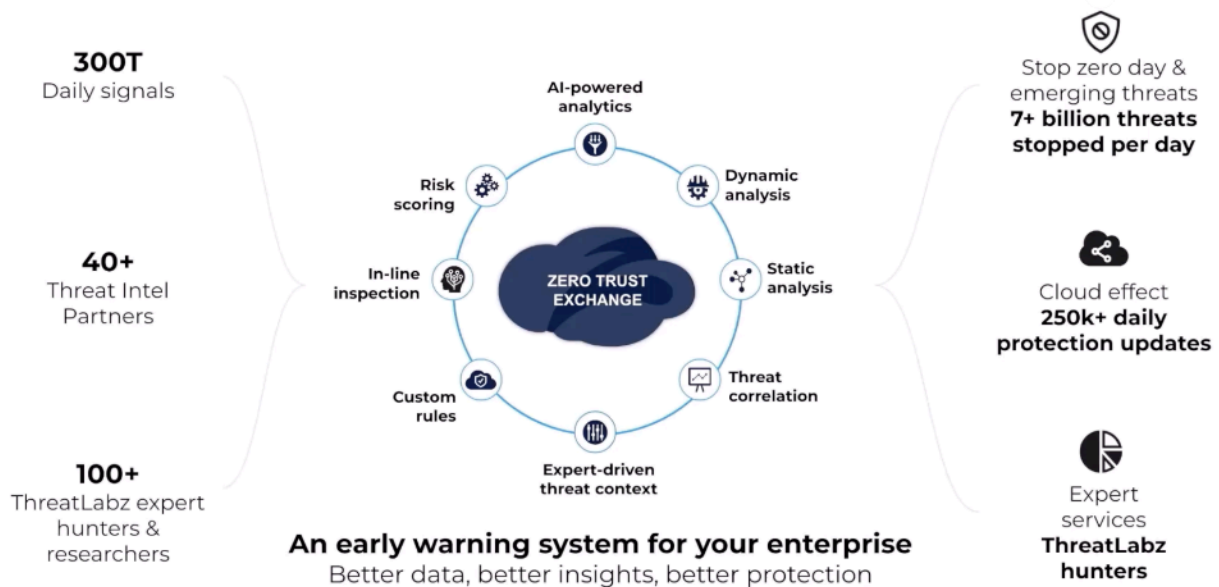 300T
Daily signals
40+
Threat Intel
Partners
100+
ThreatLabz expert
hunters &
researchers
AI-powered
analytics
Risk
scoring
Dynamic
analysis
In-line
inspection
ZERO TRUST
EXCHANGE
Static
analysis
Custom
rules
Threat
correlation
Expert-driven
threat context
An early warning system for your enterprise
Better data, better insights, better protection
Stop zero day &
emerging threats
7+ billion threats
stopped per day
Cloud effect
250k+ daily
protection updates
Expert
services
ThreatLabz
hunters